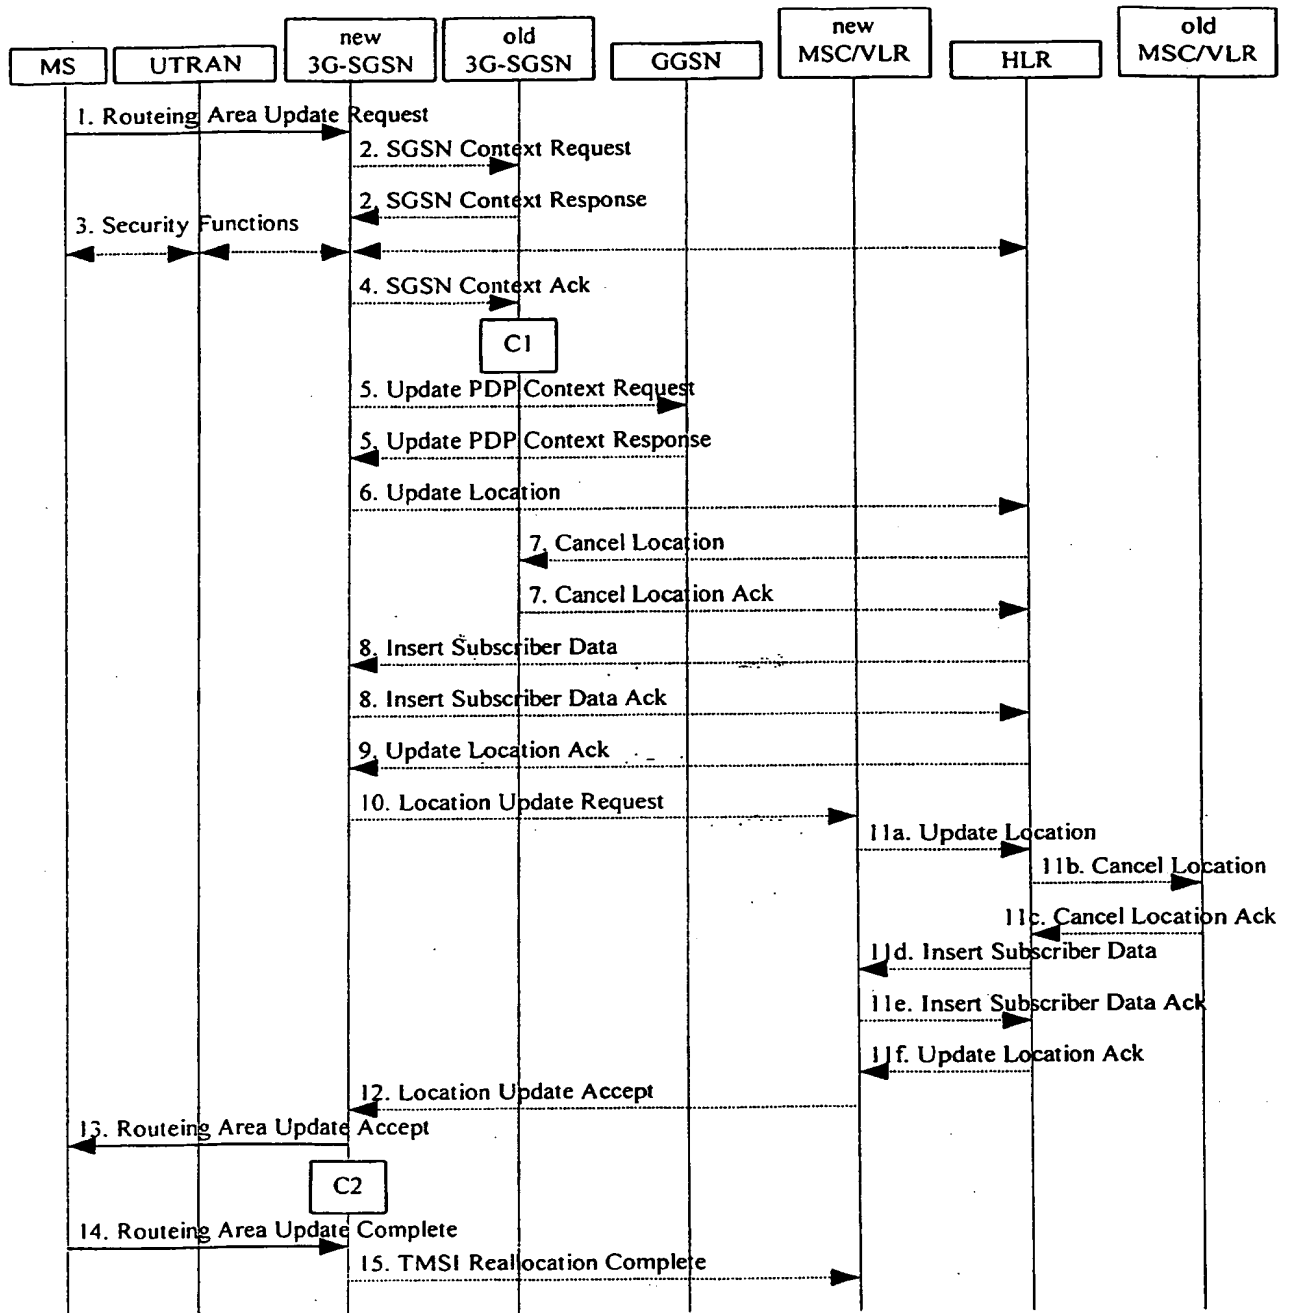 MS
UTRAN
new
3G-SGSN
old
3G-SGSN
GGSN
new
MSC/VLR
HLR
old
MSC/VLR
1. Routeing Area Update Request
2. SGSN Context Request
2. SGSN Context Response
3. Security Functions
4. SGSN Context Ack
C1
5. Update PDP Context Request
5. Update PDP Context Response
6. Update Location
7. Cancel Location
7. Cancel Location Ack
8. Insert Subscriber Data
8. Insert Subscriber Data Ack
9. Update Location Ack
10. Location Update Request
11a. Update Location
11b. Cancel Location
11c. Cancel Location Ack
11d. Insert Subscriber Data
11e. Insert Subscriber Data Ack
11f. Update Location Ack
12. Location Update Accept
13. Routeing Area Update Accept
C2
14. Routeing Area Update Complete
15. TMSI Reallocation Complete